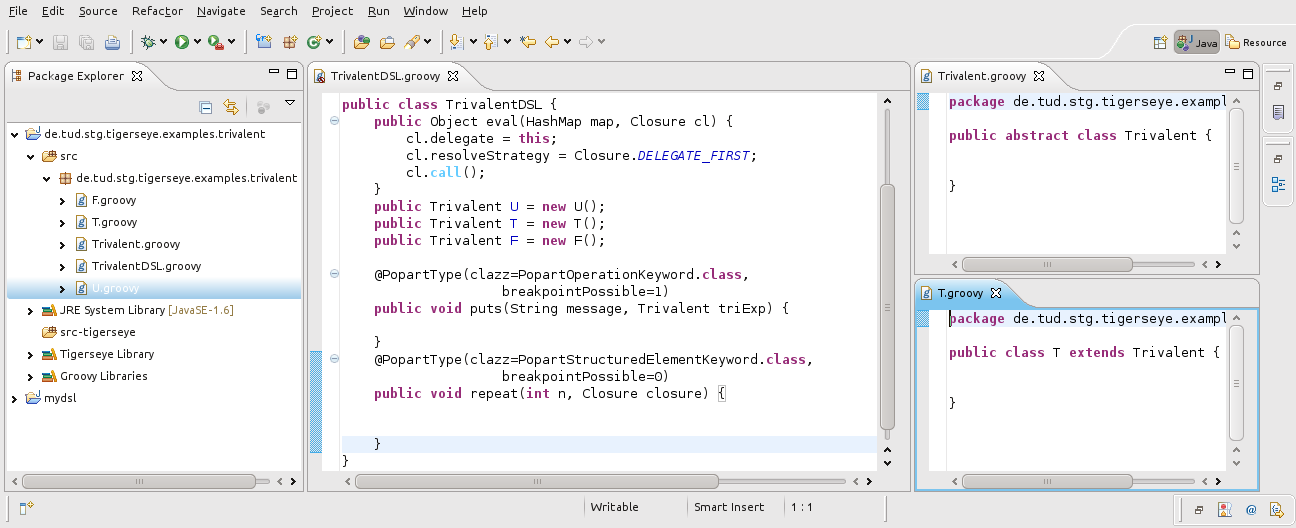 File Edit Source Refactor Navigate Search Project Run Window Help
Java Resource
Package Explorer
de.tud.stg.tigerseye.examples.trivalent
src
de.tud.stg.tigerseye.examples.trivalent
F.groovy
T.groovy
Trivalent.groovy
TrivalentDSL.groovy
U.groovy
JRE System Library [JavaSE-1.6]
src-tigerseye
Tigerseye Library
Groovy Libraries
mydsl
TrivalentDSL.groovy
public class TrivalentDSL {
public Object eval(HashMap map, Closure cl) {
cl.delegate = this;
cl.resolveStrategy = Closure.DELEGATE_FIRST;
cl.call();
}
public Trivalent U = new U();
public Trivalent T = new T();
public Trivalent F = new F();
@PopartType(clazz=PopartOperationKeyword.class,
breakpointPossible=1)
public void puts(String message, Trivalent triExp) {
}
@PopartType(clazz=PopartStructuredElementKeyword.class,
breakpointPossible=0)
public void repeat(int n, Closure closure) {
}
}
Trivalent.groovy
package de.tud.stg.tigerseye.exampl
public abstract class Trivalent {
}
T.groovy
package de.tud.stg.tigerseye.exampl
public class T extends Trivalent {
}
Writable Smart Insert 1 : 1